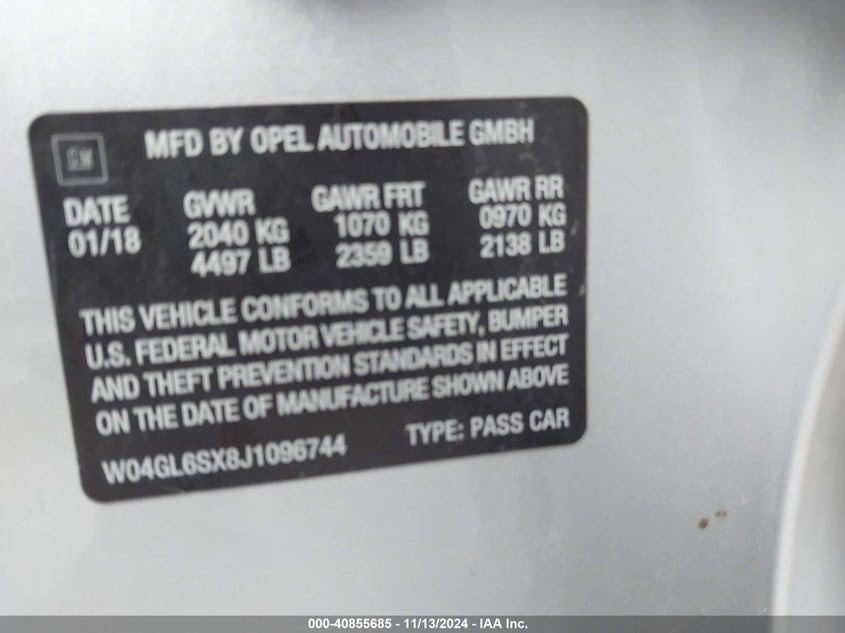 GM
MFD BY OPEL AUTOMOBILE GMBH
DATE GVWR GAWR FRT GAWR RR
01/18 2040 KG 1070 KG 0970 KG
4497 LB 2359 LB 2138 LB
THIS VEHICLE CONFORMS TO ALL APPLICABLE
U.S. FEDERAL MOTOR VEHICLE SAFETY, BUMPER
AND THEFT PREVENTION STANDARDS IN EFFECT
ON THE DATE OF MANUFACTURE SHOWN ABOVE
W04GL6SX8J1096744 TYPE: PASS CAR
000-40855685 - 11/13/2024 - IAA, Inc.